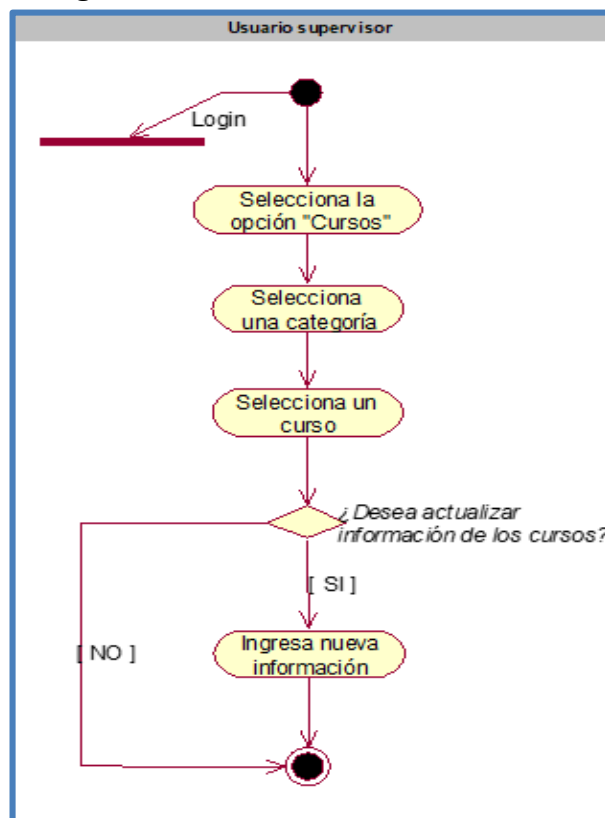 Usuario supervisor
Login
Selecciona la
opción "Cursos"
Selecciona
una categoría
Selecciona un
curso
¿Desea actualizar
información de los cursos?
[ SI ]
[ NO ]
Ingresa nueva
información